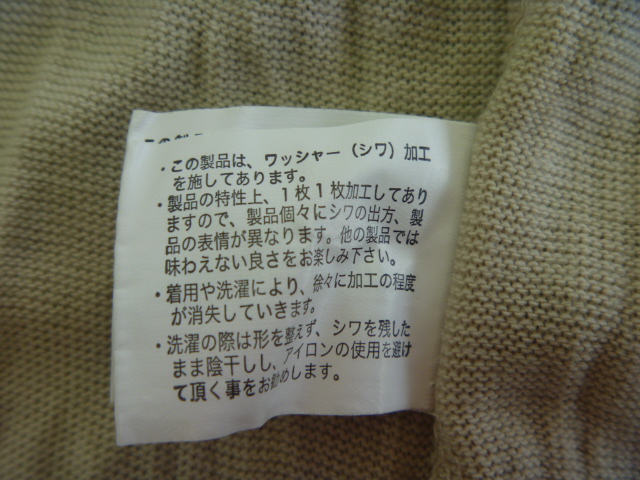 ・この製品は、ワッシャー（シワ）加工
を施してあります。
・製品の特性上、1枚1枚加工してあり
ますので、製品個々にシワの出方、製
品の表情が異なります。他の製品では
味わえない良さをお楽しみ下さい。
・着用や洗濯により、徐々に加工の程度
が消失していきます。
・洗濯の際は形を整えず、シワを残した
まま陰干しし、アイロンの使用を避け
て頂く事をお勧めします。